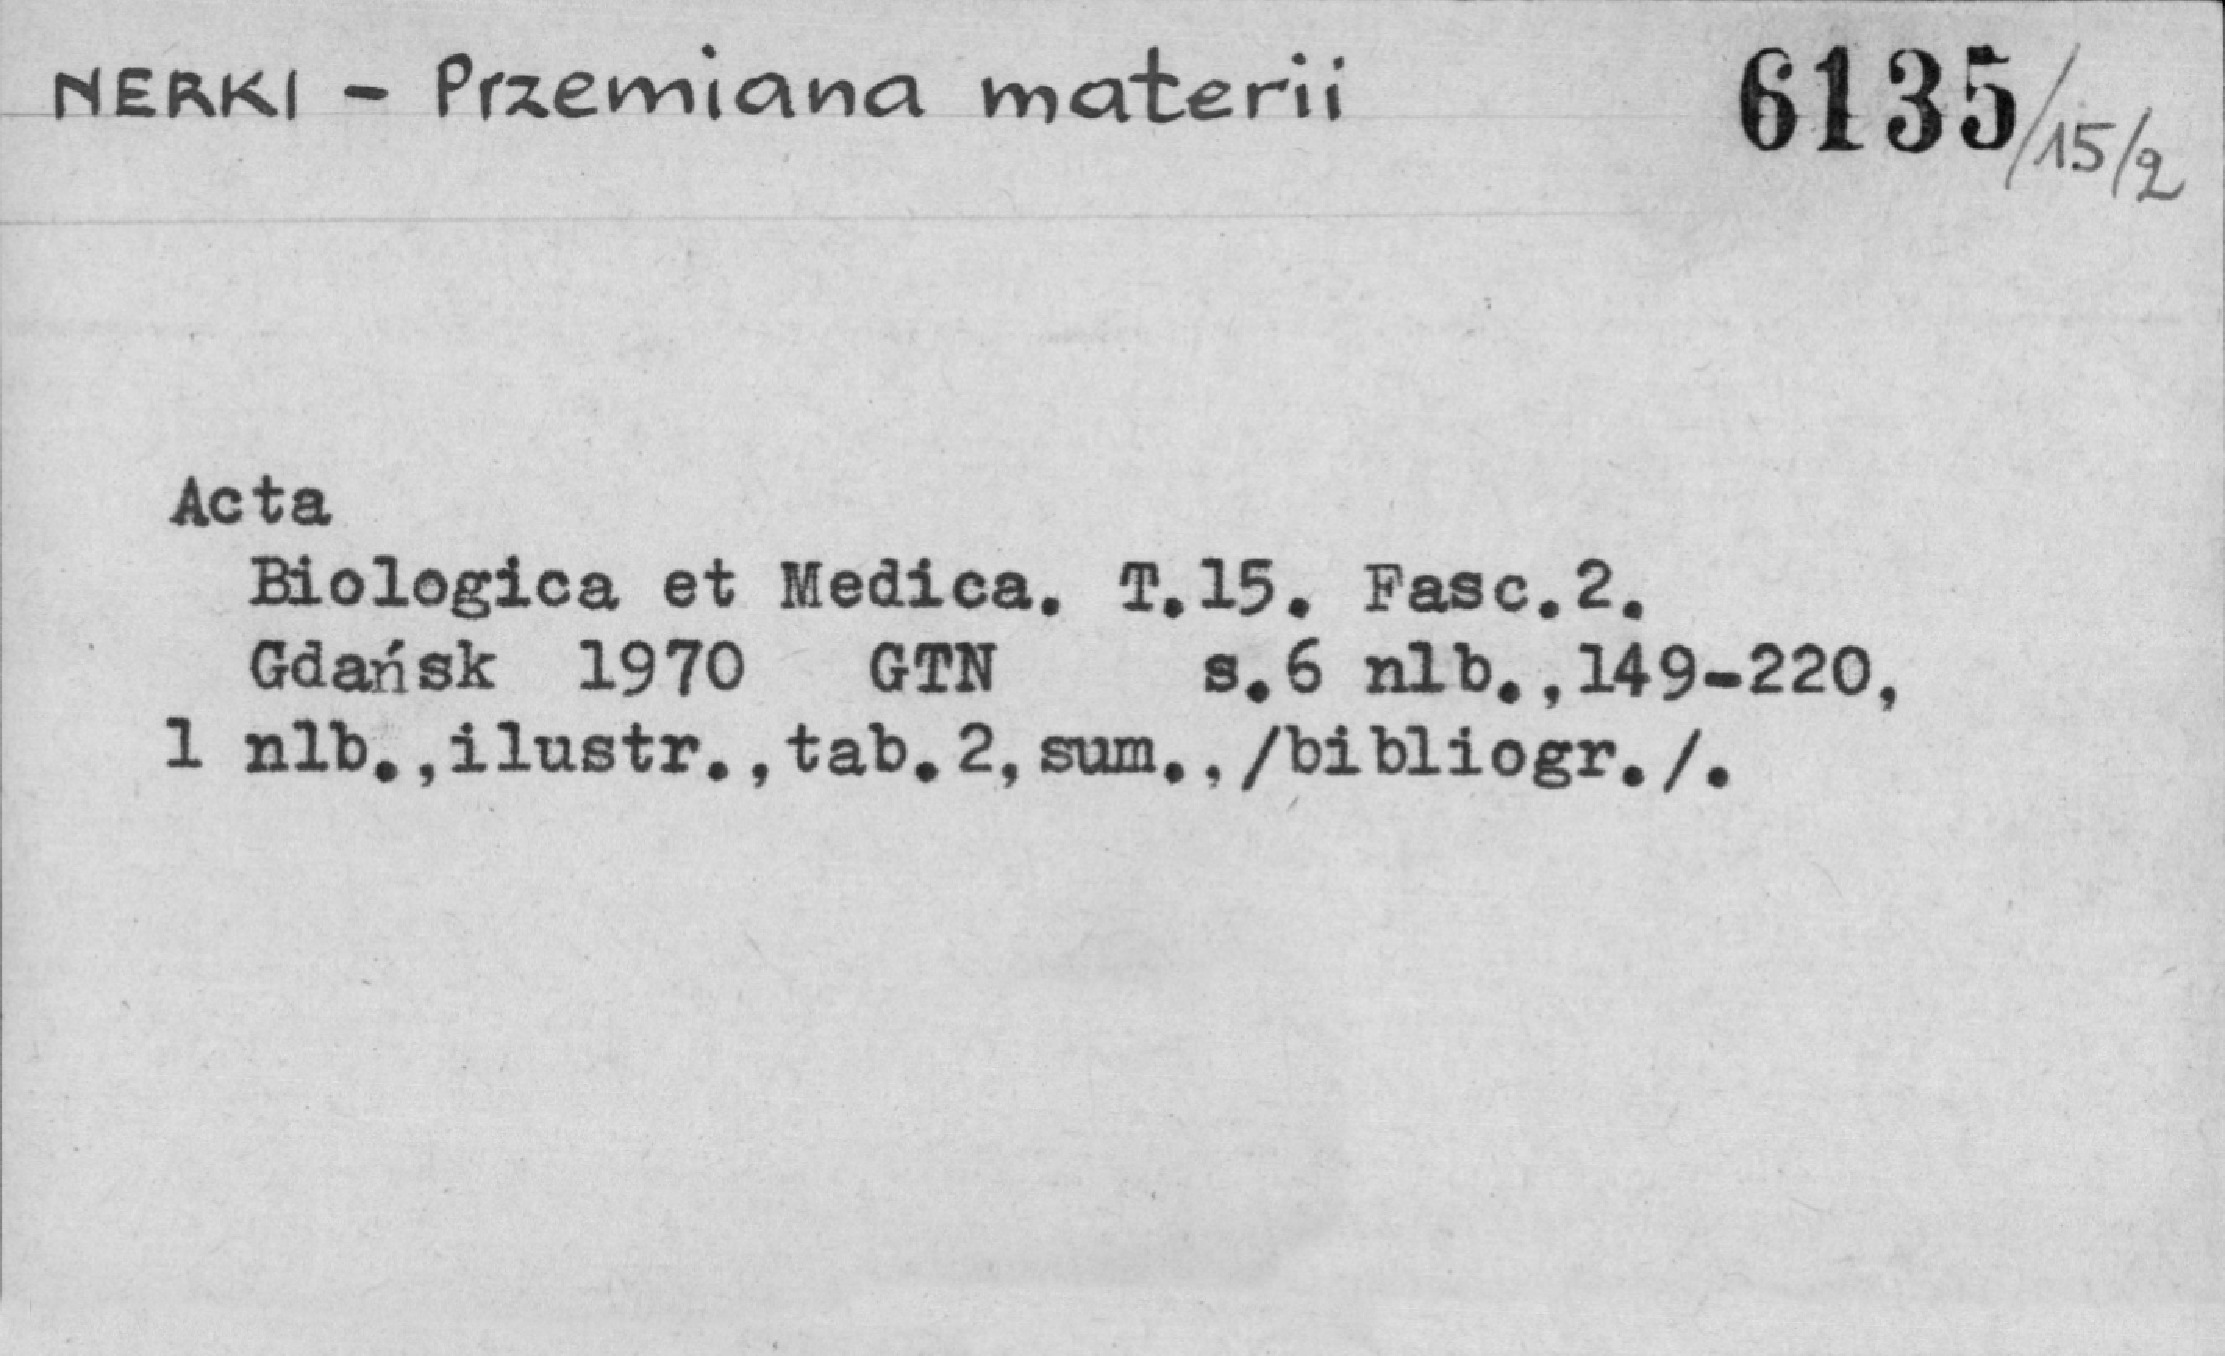 NERKI - Przemiana materii 6135/15/2
Acta
Biologica et Medica. T.15. Fasc.2.
Gdańsk 1970 GTN s.6 nlb.,149-220,
1 nlb.,ilustr.,tab.2,sum.,/bibliogr./.